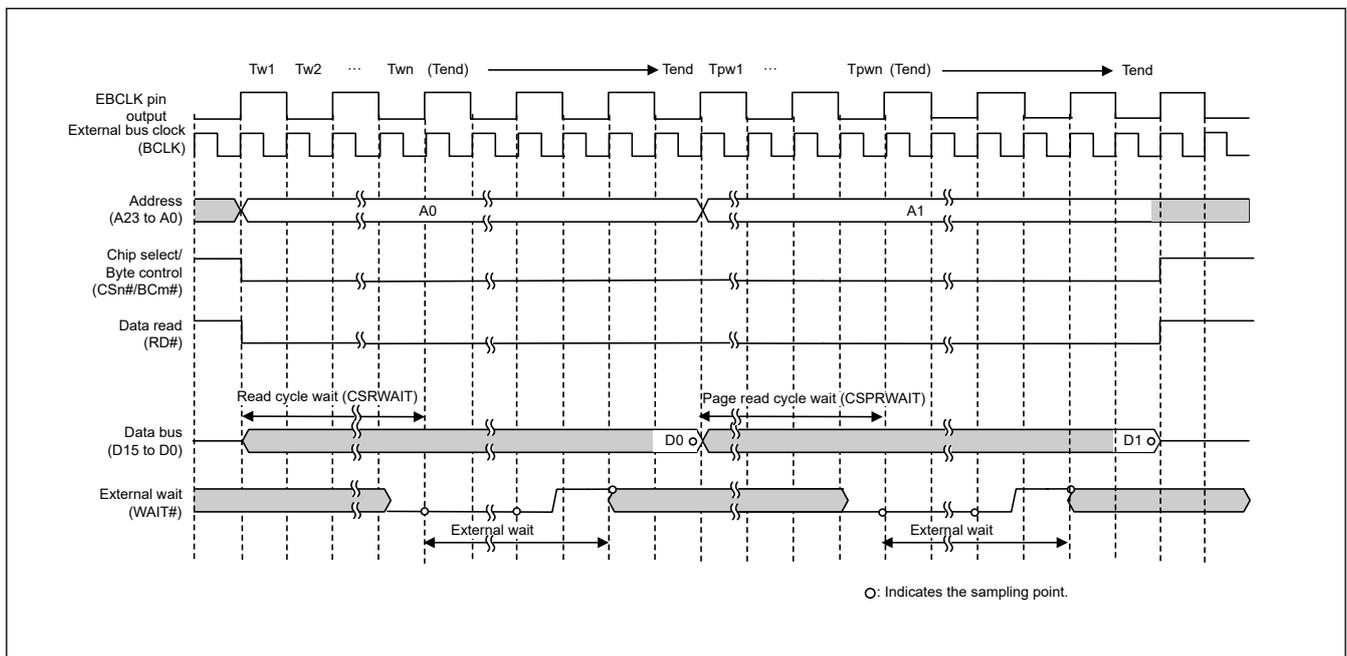 Tw1 Tw2 ... Twn (Tend) Tend Tpw1 ... Tpwn (Tend) Tend
EBCLK pin
output
External bus clock
(BCLK)
Address
(A23 to A0)
A0 A1
Chip select/
Byte control
(CSn#/BCm#)
Data read
(RD#)
Read cycle wait (CSRWAIT) Page read cycle wait (CSPRWAIT)
Data bus
(D15 to D0)
D0 D1
External wait
(WAIT#)
External wait External wait
: Indicates the sampling point.